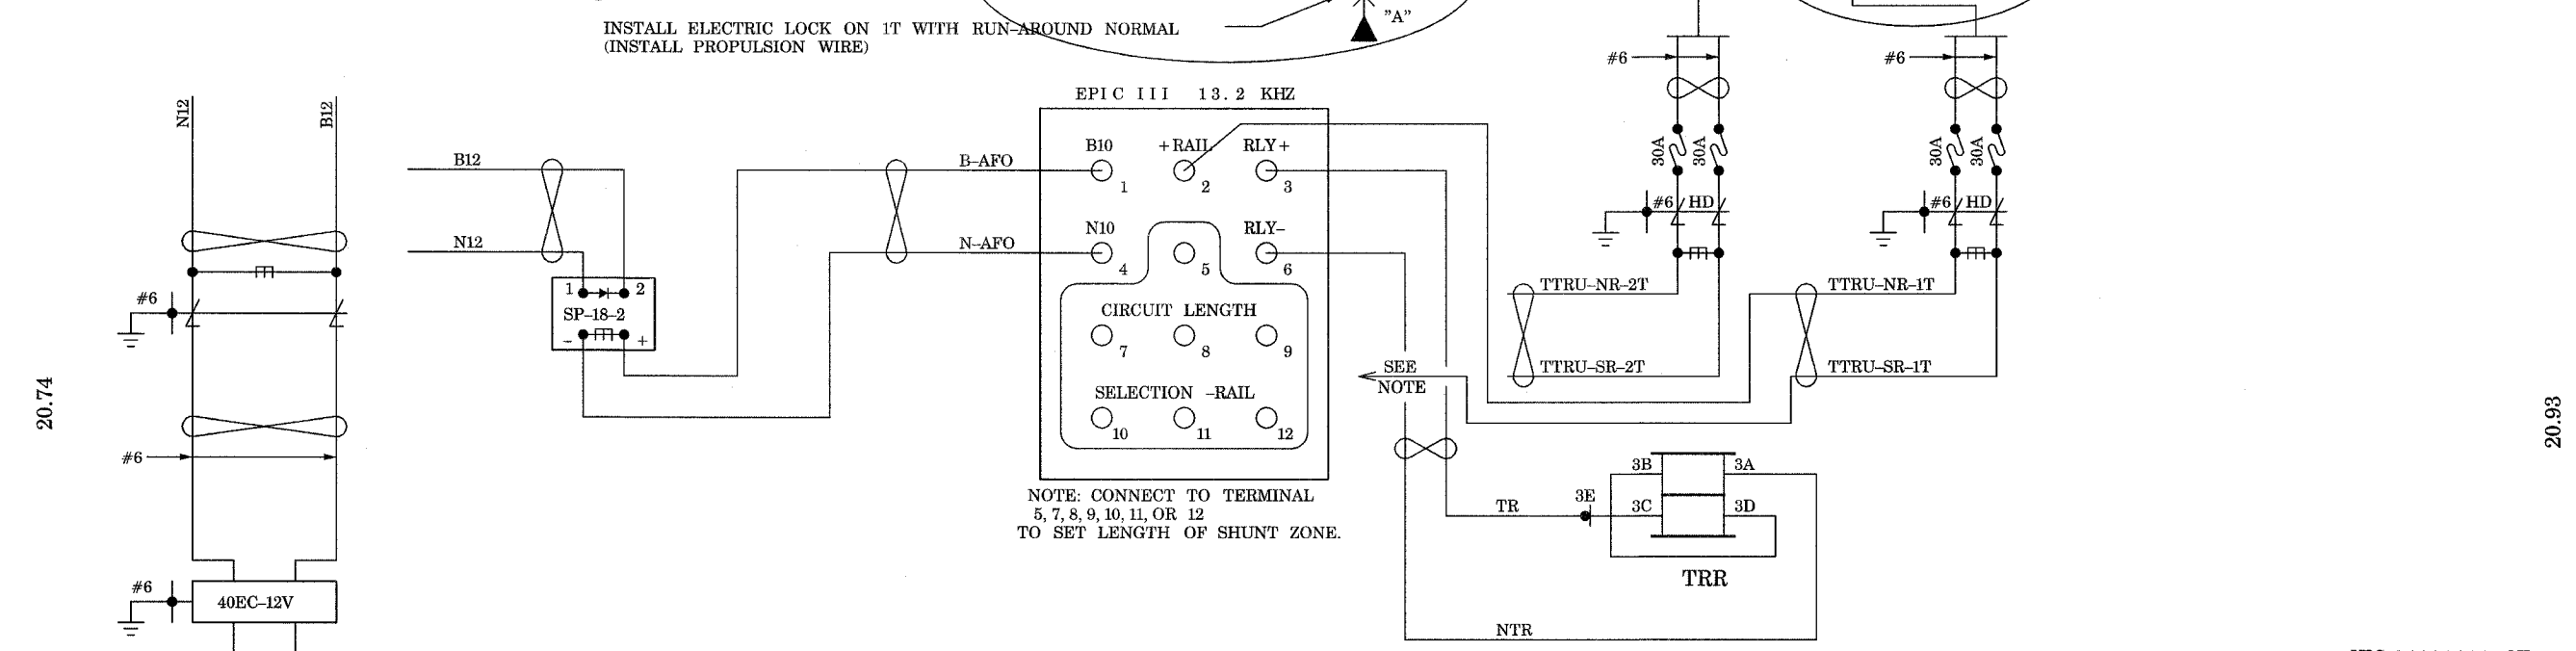 INSTALL ELECTRIC LOCK ON 1T WITH RUN-AROUND NORMAL
(INSTALL PROPULSION WIRE)
"A"
#6
#6
N12
B12
EPIC III 13.2 KHZ
B12
N12
B-AFO
N-AFO
B10
1
+RAIL
2
RLY+
3
N10
4
5
RLY-
6
CIRCUIT LENGTH
7
8
9
SELECTION -RAIL
10
11
12
30A
30A
30A
30A
#6 HD
#6 HD
#6
1
2
SP-18-2
-
+
TTRU-NR-2T
TTRU-SR-2T
TTRU-NR-1T
TTRU-SR-1T
SEE
NOTE
20.74
20.93
#6
NOTE: CONNECT TO TERMINAL
5, 7, 8, 9, 10, 11, OR 12
TO SET LENGTH OF SHUNT ZONE.
3B
3A
3E
3C
3D
TR
TRR
NTR
#6
40EC-12V